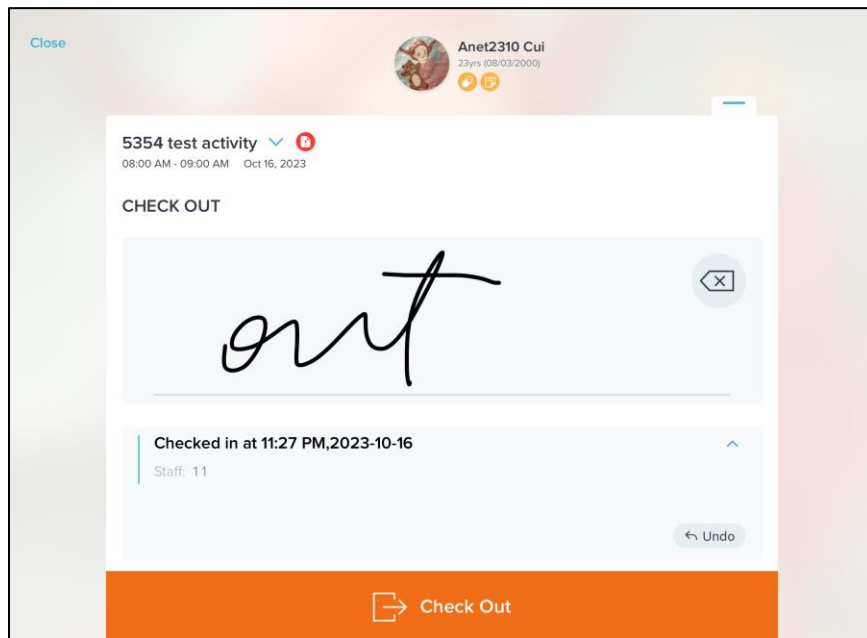 Close
Anet2310 Cui
23yrs (08/03/2000)
5354 test activity
08:00 AM - 09:00 AM Oct 16, 2023
CHECK OUT
out
Checked in at 11:27 PM,2023-10-16
Staff: 11
Undo
Check Out